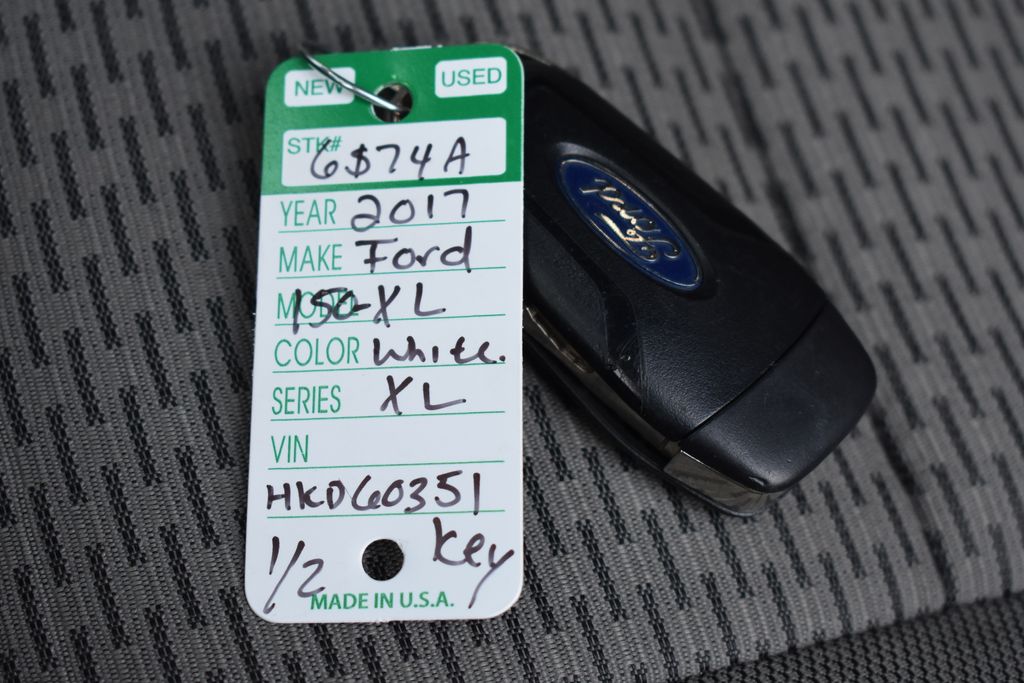 NEW USED
STK# 6$74A
YEAR 2017
MAKE Ford
MODEL 150-XL
COLOR White.
SERIES XL
VIN
HKD60351
1/2 key
MADE IN U.S.A.
Ford